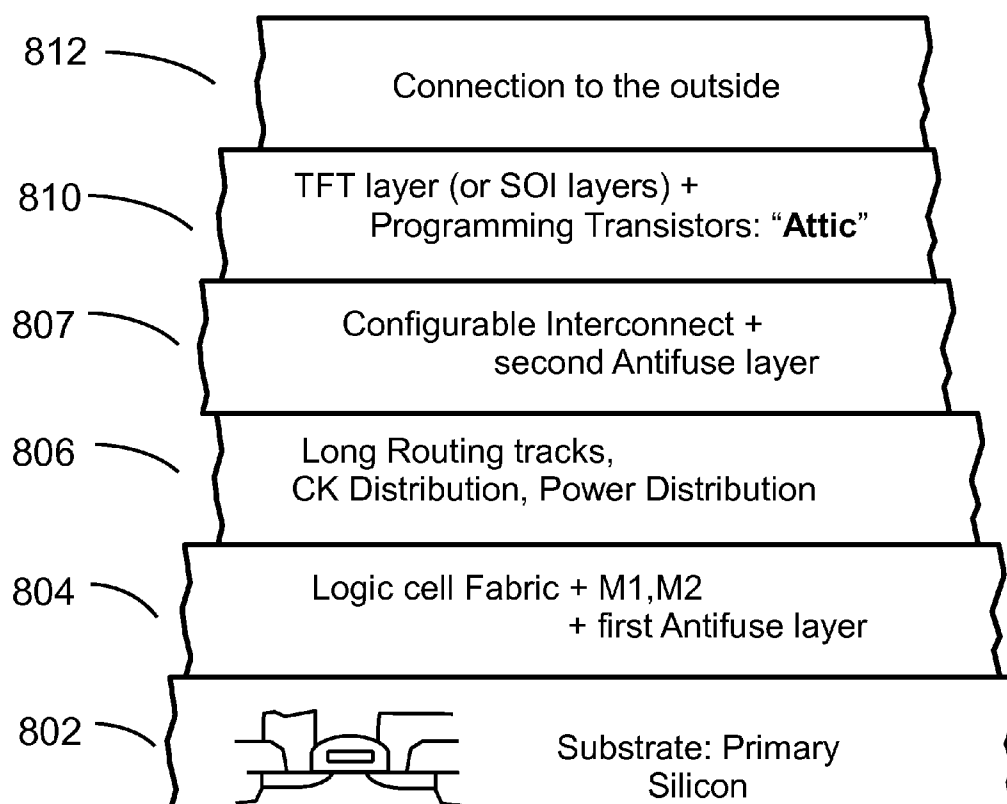 812
Connection to the outside
810
TFT layer (or SOI layers) +
Programming Transistors: “Attic”
807
Configurable Interconnect +
second Antifuse layer
806
Long Routing tracks,
CK Distribution, Power Distribution
804
Logic cell Fabric + M1,M2
+ first Antifuse layer
802
Substrate: Primary
Silicon